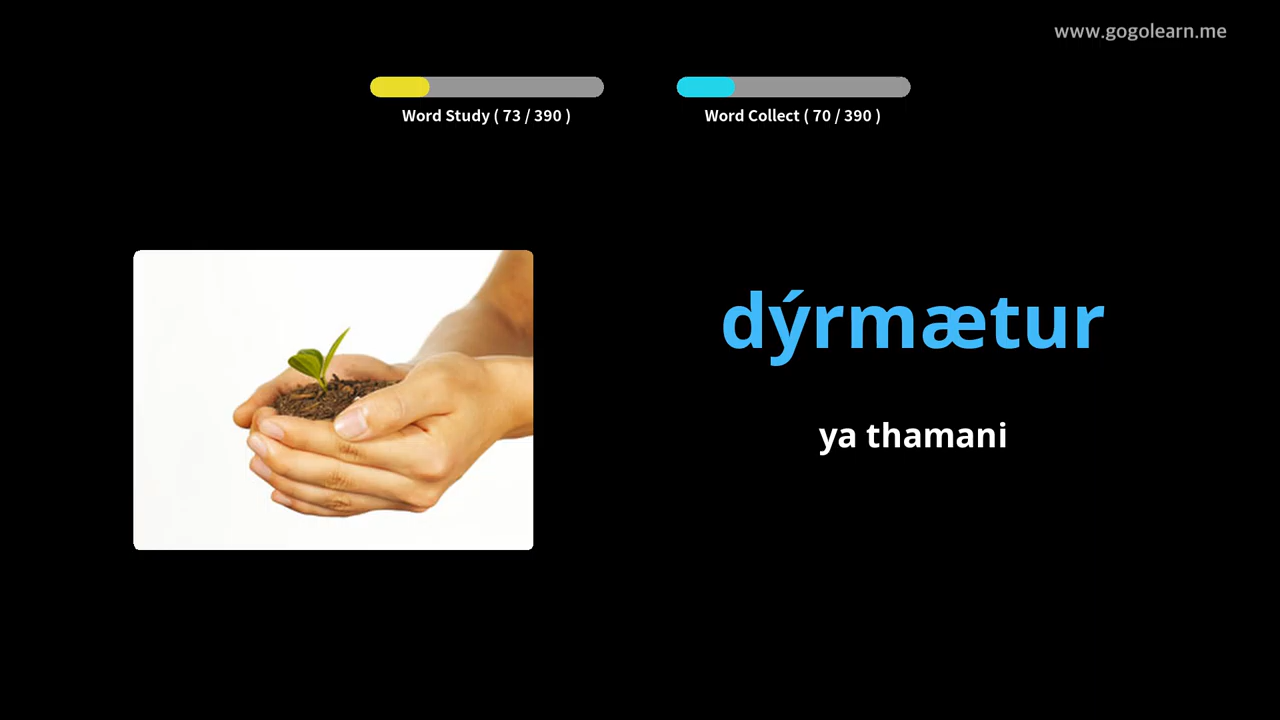 www.gogolearn.me
Word Study ( 73 / 390 )
Word Collect ( 70 / 390 )
dýrmætur
ya thamani